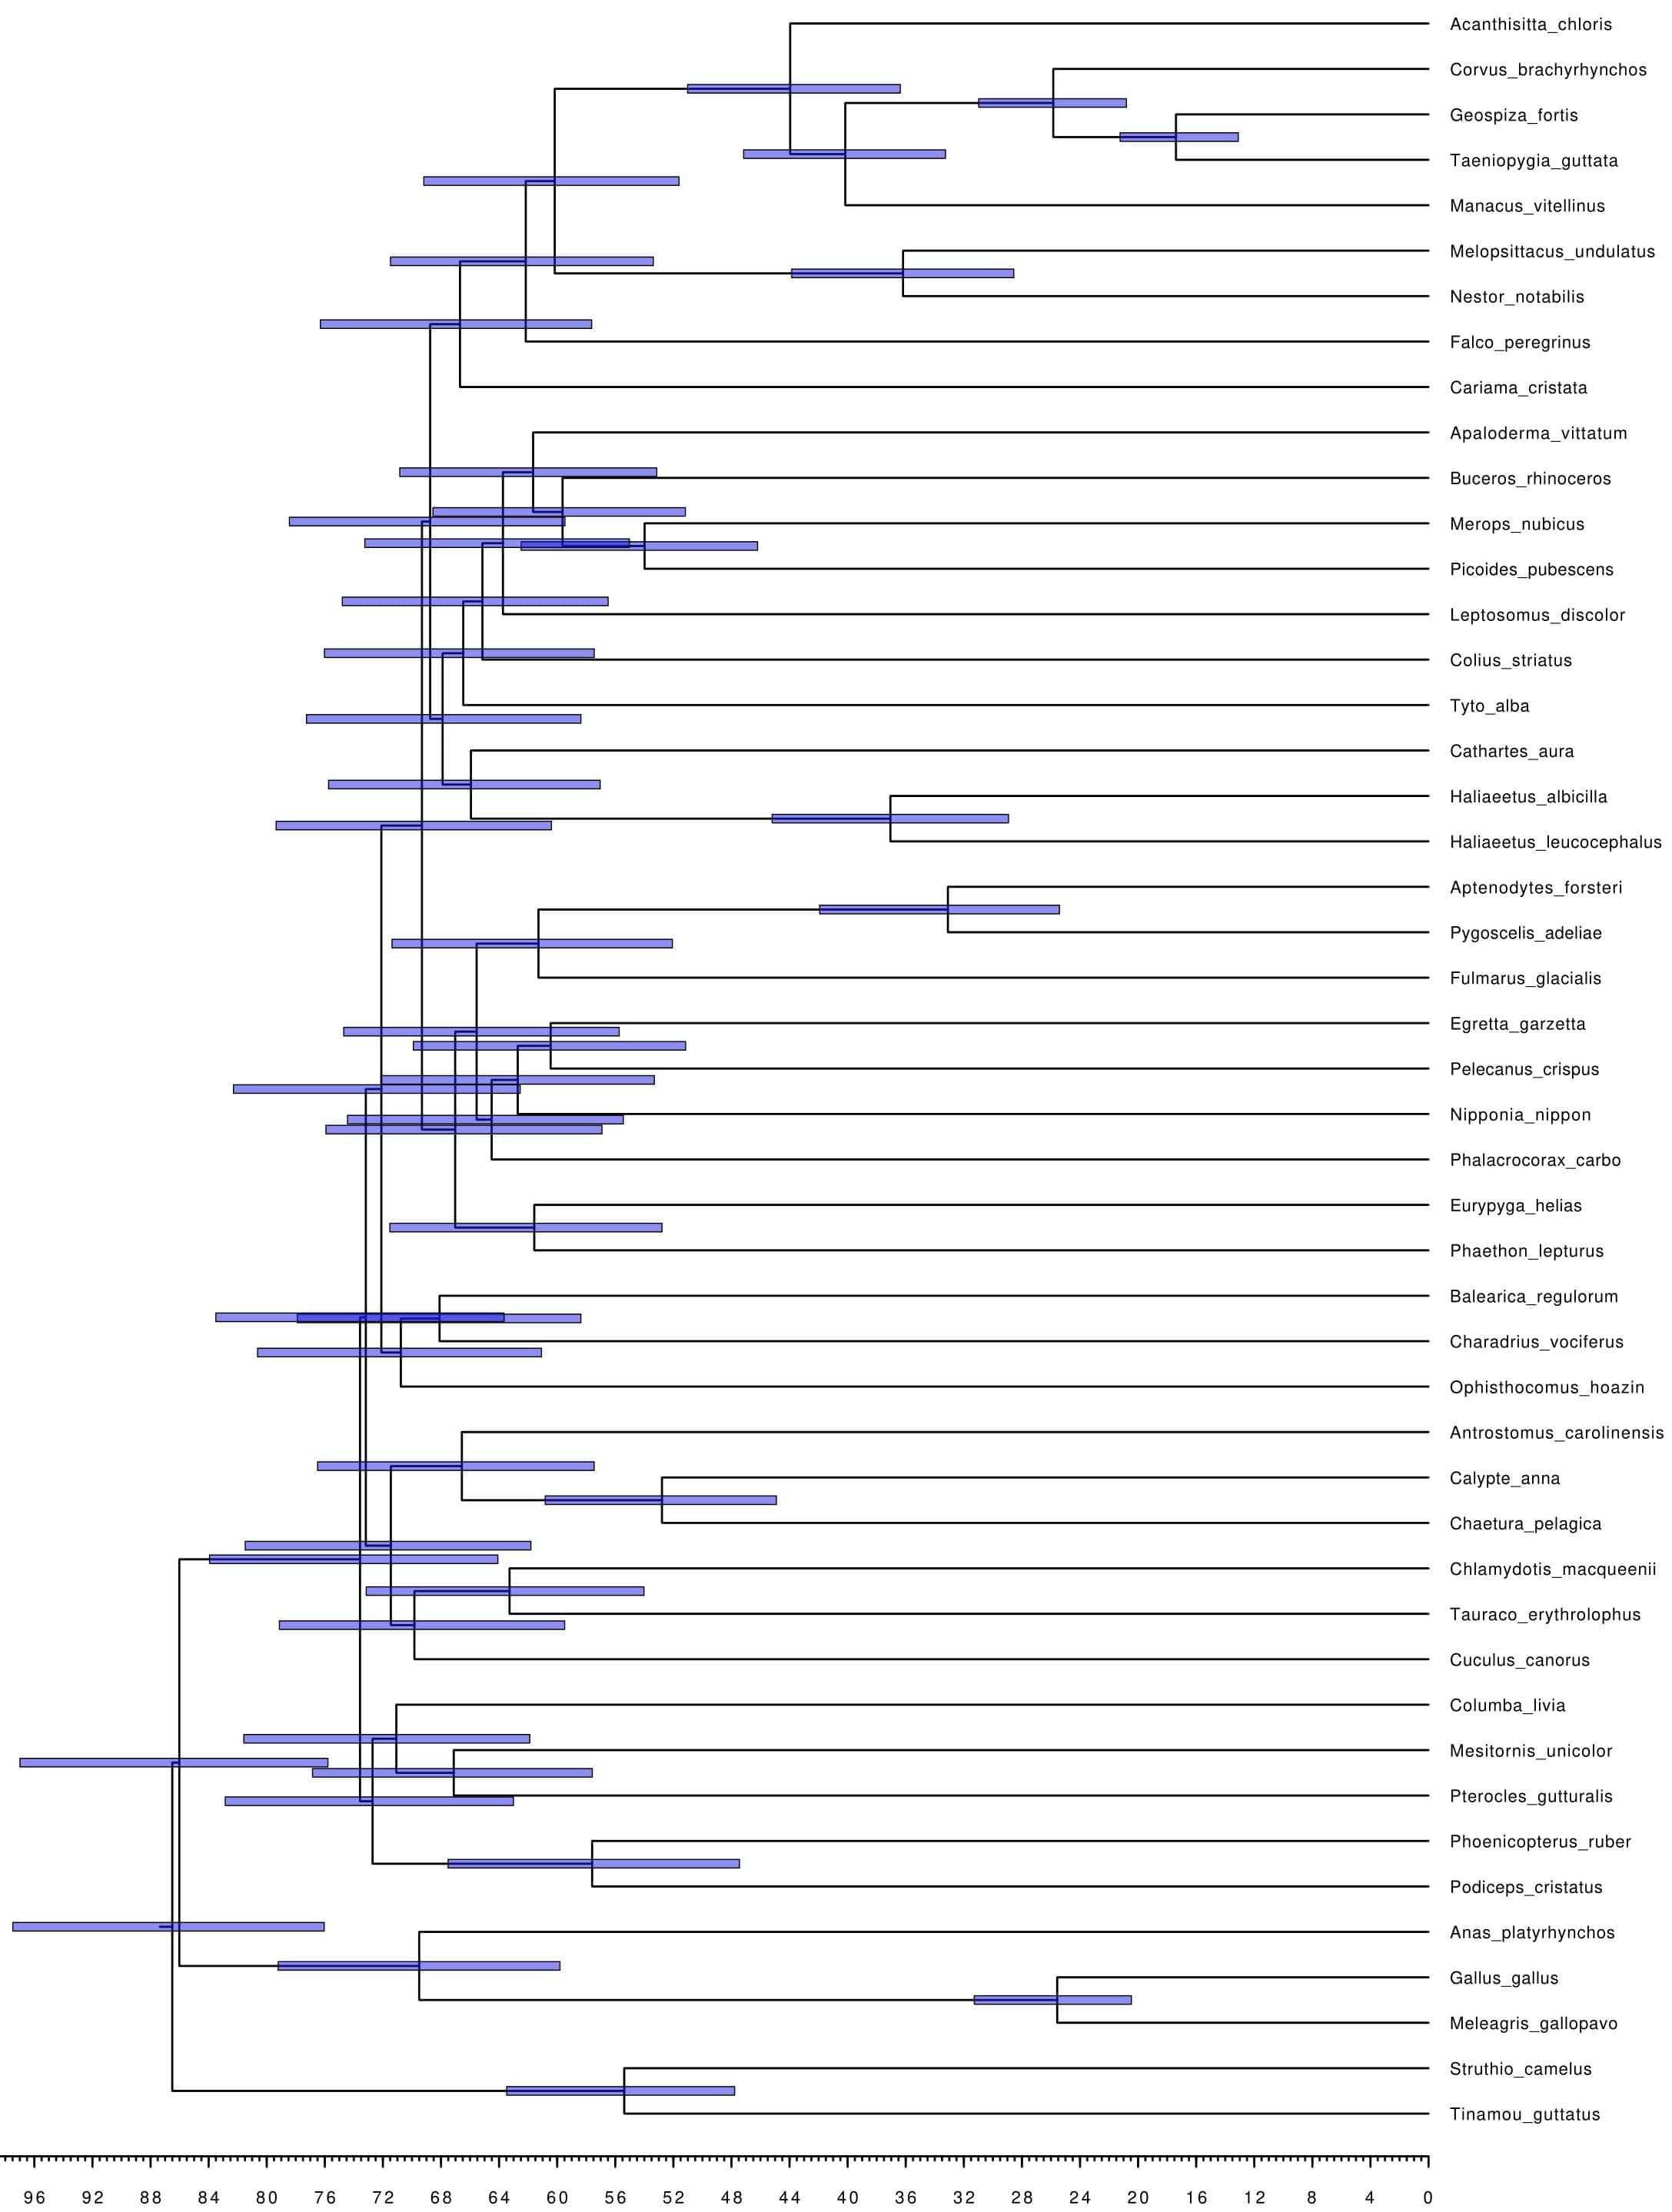 Acanthisitta_chloris
Corvus_brachyrhynchos
Geospiza_fortis
Taeniopygia_guttata
Manacus_vitellinus
Melopsittacus_undulatus
Nestor_notabilis
Falco_peregrinus
Cariama_cristata
Apaloderma_vittatum
Buceros_rhinoceros
Merops_nubicus
Picoides_pubescens
Leptosomus_discolor
Colius_striatus
Tyto_alba
Cathartes_aura
Haliaeetus_albicilla
Haliaeetus_leucocephalus
Aptenodytes_forsteri
Pygoscelis_adeliae
Fulmarus_glacialis
Egretta_garzetta
Pelecanus_crispus
Nipponia_nippon
Phalacrocorax_carbo
Eurypyga_helias
Phaethon_lepturus
Balearica_regulorum
Charadrius_vociferus
Ophisthocomus_hoazin
Antrostomus_carolinensis
Calypte_anna
Chaetura_pelagica
Chlamydotis_macqueenii
Tauraco_erythrolophus
Cuculus_canorus
Columba_livia
Mesitornis_unicolor
Pterocles_gutturalis
Phoenicopterus_ruber
Podiceps_cristatus
Anas_platyrhynchos
Gallus_gallus
Meleagris_gallopavo
Struthio_camelus
Tinamou_guttatus
96 92 88 84 80 76 72 68 64 60 56 52 48 44 40 36 32 28 24 20 16 12 8 4 0